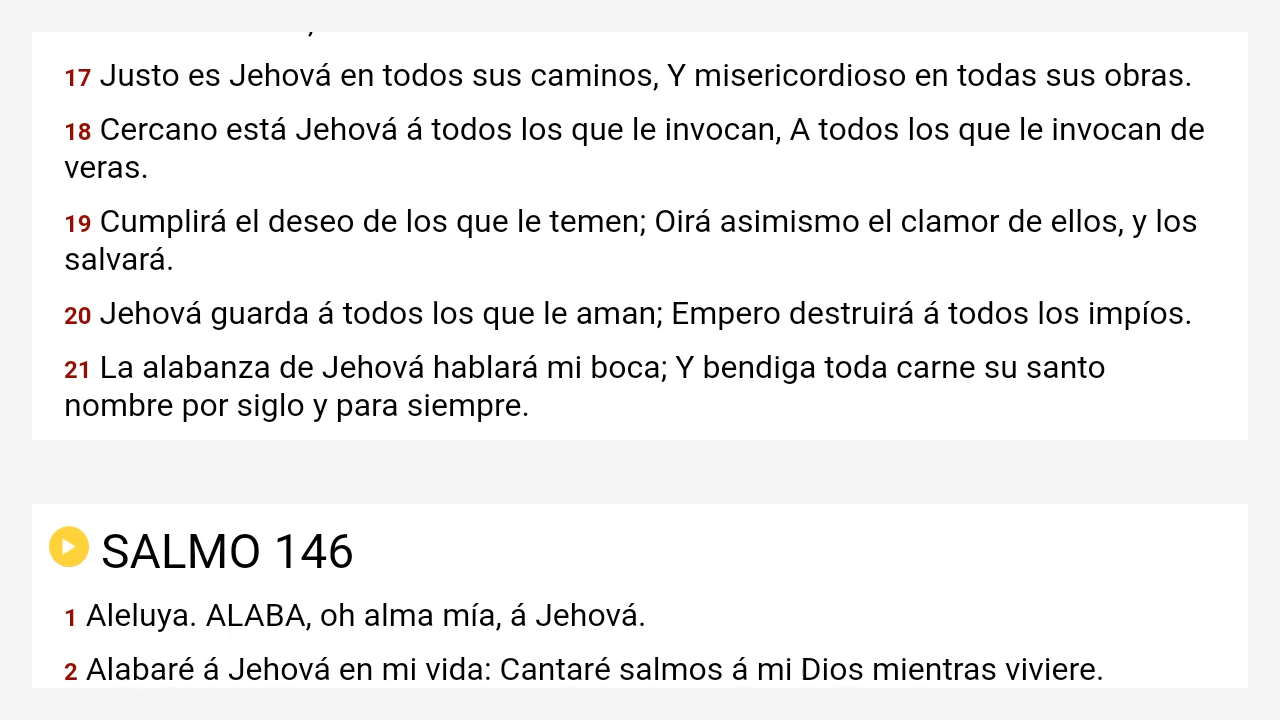 17 Justo es Jehová en todos sus caminos, Y misericordioso en todas sus obras.
18 Cercano está Jehová á todos los que le invocan, A todos los que le invocan de
veras.
19 Cumplirá el deseo de los que le temen; Oirá asimismo el clamor de ellos, y los
salvará.
20 Jehová guarda á todos los que le aman; Empero destruirá á todos los impíos.
21 La alabanza de Jehová hablará mi boca; Y bendiga toda carne su santo
nombre por siglo y para siempre.
SALMO 146
1 Aleluya. ALABA, oh alma mía, á Jehová.
2 Alabaré á Jehová en mi vida: Cantaré salmos á mi Dios mientras viviere.